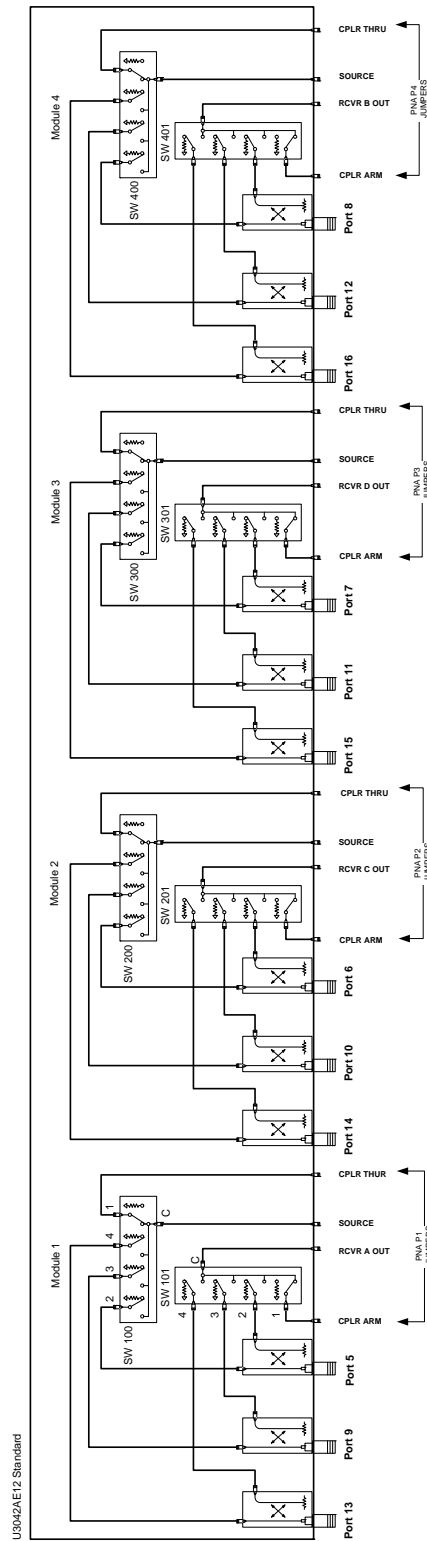 U3042AE12 Standard
Module 1
2
3
4
1
SW 100
C
SW 101
C
4
3
2
1
Port 13
Port 9
Port 5
CPLR ARM
RCVR A OUT
SOURCE
CPLR THUR
PNA P1
JUMPERS
Module 2
SW 200
SW 201
Port 14
Port 10
Port 6
CPLR ARM
RCVR C OUT
SOURCE
CPLR THRU
PNA P2
JUMPERS
Module 3
SW 300
SW 301
Port 15
Port 11
Port 7
CPLR ARM
RCVR D OUT
SOURCE
CPLR THRU
PNA P3
JUMPERS
Module 4
SW 400
SW 401
Port 16
Port 12
Port 8
CPLR ARM
RCVR B OUT
SOURCE
CPLR THRU
PNA P4
JUMPERS